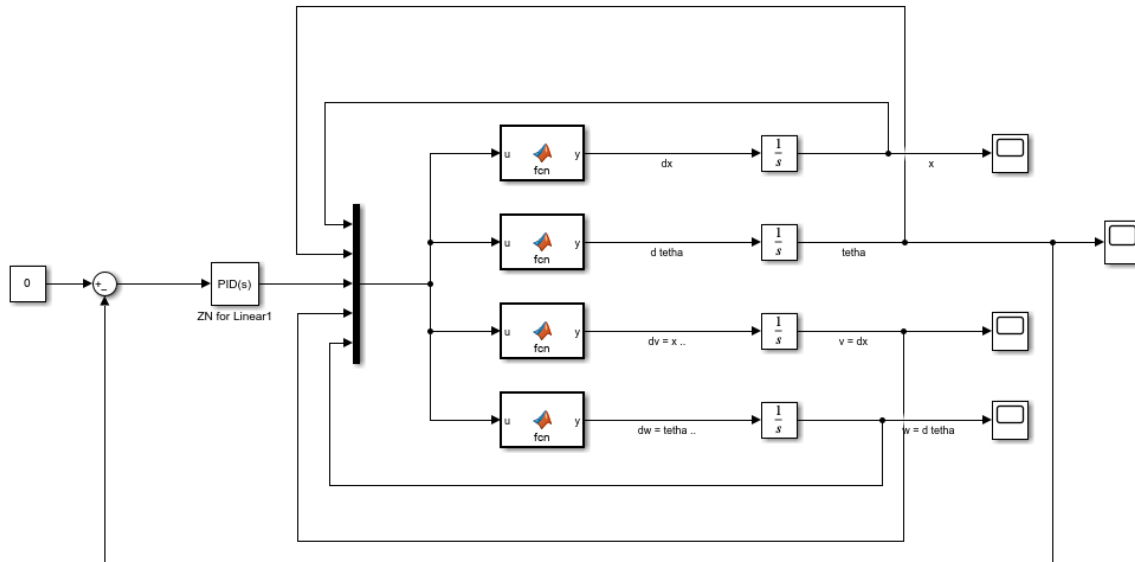 u
y
fcn
dx
1
s
x
u
y
fcn
d tetha
1
s
tetha
0
+
−
PID(s)
ZN for Linear1
u
y
fcn
dv = x ..
1
s
v = dx
u
y
fcn
dw = tetha ..
1
s
w = d tetha